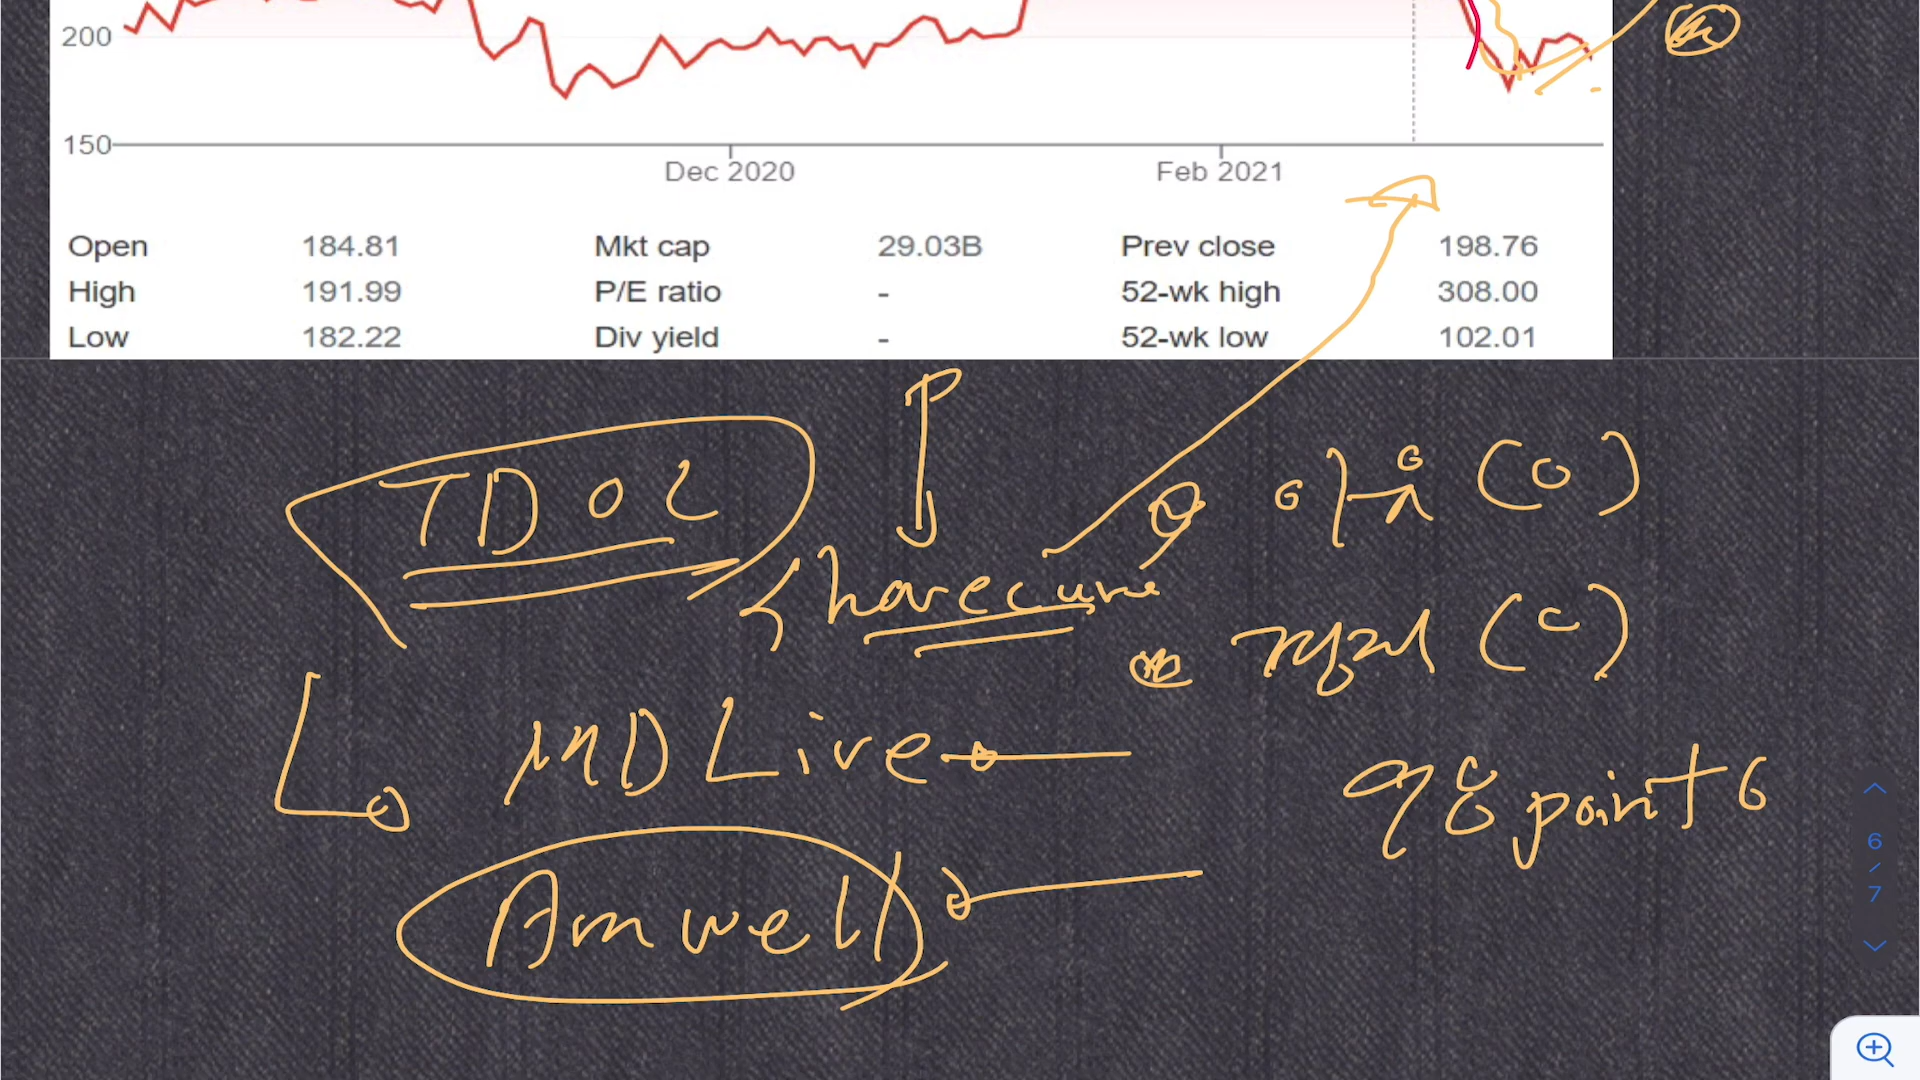 200
150
Dec 2020 Feb 2021
Open 184.81 Mkt cap 29.03B Prev close 198.76
High 191.99 P/E ratio - 52-wk high 308.00
Low 182.22 Div yield - 52-wk low 102.01
TDOC
Sharecare
MDLive
point
Amwell
6
/
7